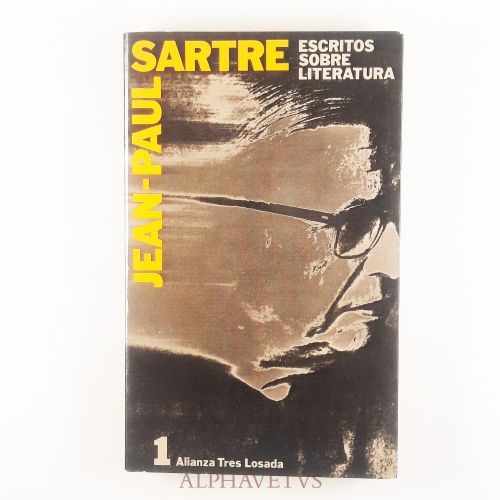 JEAN-PAUL
SARTRE
ESCRITOS
SOBRE
LITERATURA
1 Alianza Tres Losada
ALPHAVETVS